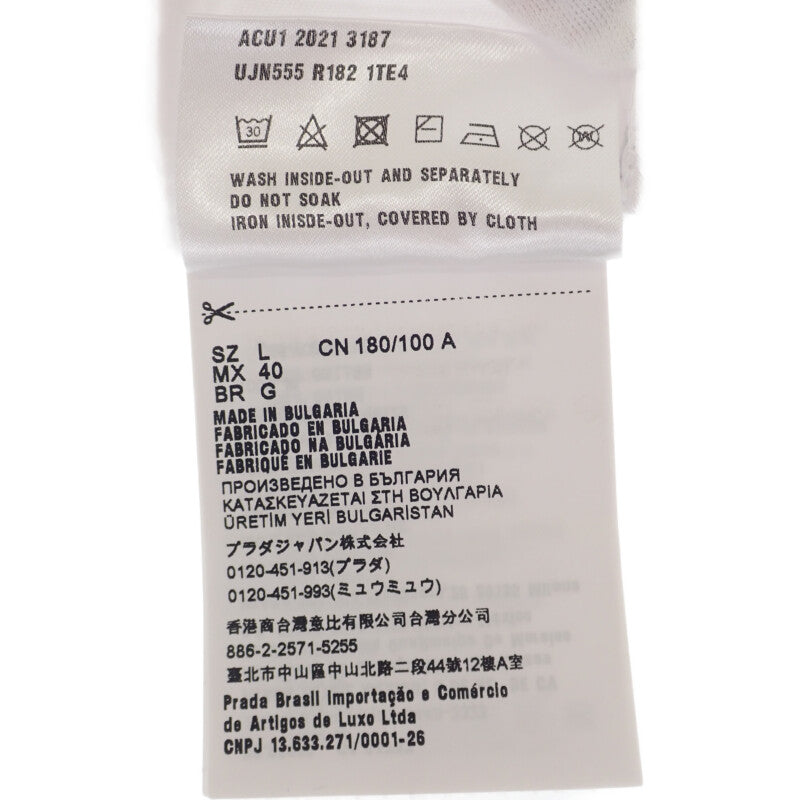 ACU1 2021 3187
UJN555 R182 1TE4
30
WASH INSIDE-OUT AND SEPARATELY
DO NOT SOAK
IRON INISDE-OUT, COVERED BY CLOTH
SZ L CN 180/100 A
MX 40
BR G
MADE IN BULGARIA
FABRICADO EN BULGARIA
FABRICADO NA BULGÁRIA
FABRIQUÉ EN BULGARIE
ПРОИЗВЕДЕНО В БЪЛГАРИЯ
ΚΑΤΑΣΚΕΥΑΖΕΤΑΙ ΣΤΗ ΒΟΥΛΓΑΡΙΑ
ÜRETİM YERİ BULGARİSTAN
プラダジャパン株式会社
0120-451-913(プラダ)
0120-451-993(ミュウミュウ)
香港商台灣意比有限公司台灣分公司
886-2-2571-5255
臺北市中山區中山北路二段44號12樓A室
Prada Brasil Importação e Comércio
de Artigos de Luxo Ltda
CNPJ 13.633.271/0001-26